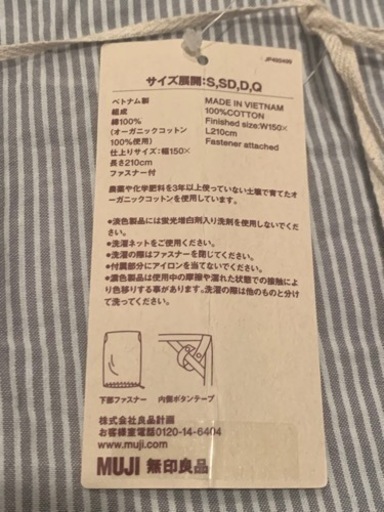 JP495499
サイズ展開:S,SD,D,Q
ベトナム製
組成
綿100%
(オーガニックコットン
100%使用)
仕上りサイズ:幅150×
長さ210cm
ファスナー付
MADE IN VIETNAM
100%COTTON
Finished size:W150×
L210cm
Fastener attached
農薬や化学肥料を3年以上使っていない土壌で育てたオ
ーガニックコットンを使用しています。
●淡色製品には蛍光増白剤入り洗剤を使用しないでくだ
さい。
●洗濯ネットをご使用ください。
●洗濯の際はファスナーを閉じてください。
●付属部分にアイロンを当てないでください。
●濃色製品は使用中の摩擦や濡れた状態での接触によ
り色移りする事があります。洗濯の際は他のものと分け
て洗ってください。
下部ファスナー 内側ボタンテープ
株式会社良品計画
お客様室電話0120-14-6404
www.muji.com
MUJI 無印良品